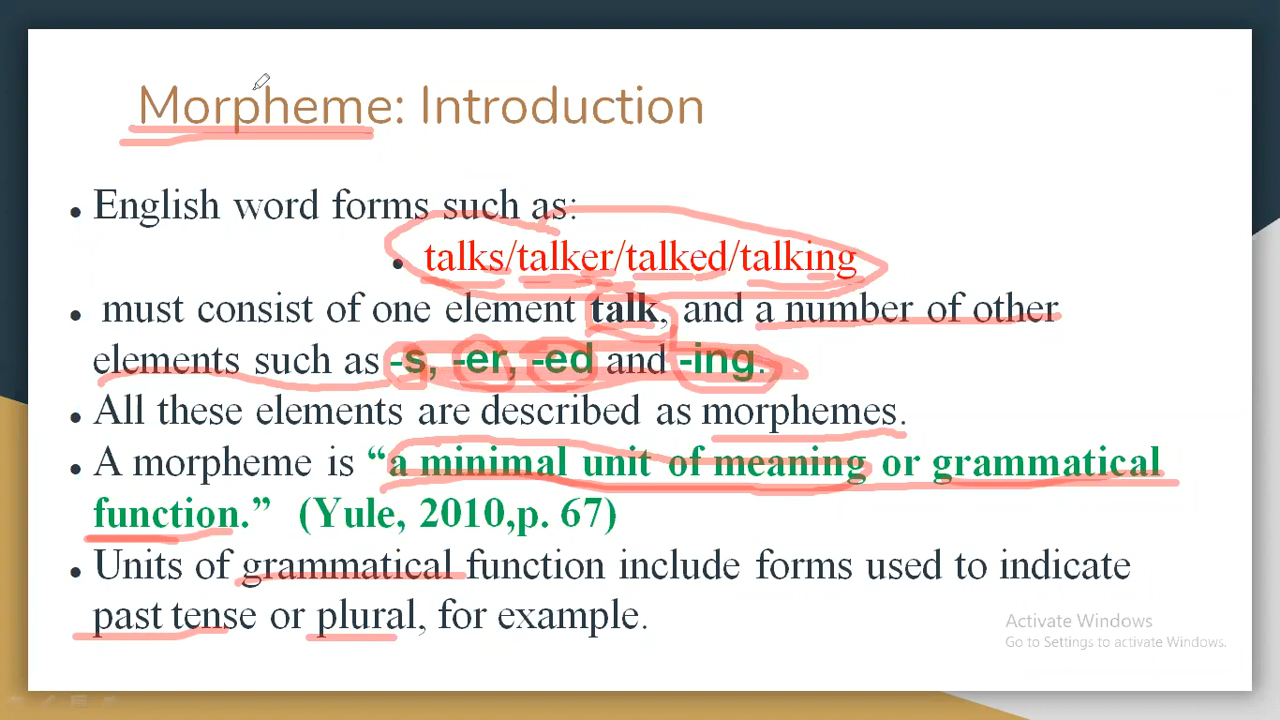 Morpheme: Introduction
• English word forms such as:
• talks/talker/talked/talking
• must consist of one element talk, and a number of other
elements such as -s, -er, -ed and -ing.
• All these elements are described as morphemes.
• A morpheme is “a minimal unit of meaning or grammatical
function.” (Yule, 2010,p. 67)
• Units of grammatical function include forms used to indicate
past tense or plural, for example.
Activate Windows
Go to Settings to activate Windows.